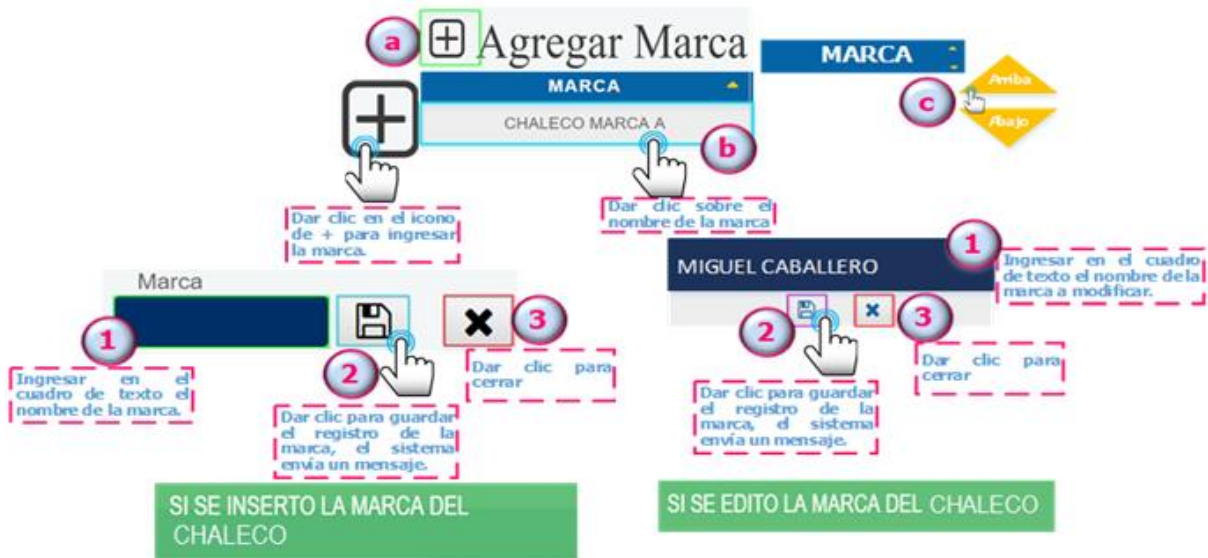 a
Agregar Marca
MARCA
Arriba
c
Abajo
MARCA
CHALECO MARCA A
b
Dar clic en el icono
de + para ingresar
la marca.
Dar clic sobre el
nombre de la marca
Marca
1
Ingresar en el
cuadro de texto el
nombre de la marca.
2
Dar clic para guardar
el registro de la
marca, el sistema
envía un mensaje.
3
Dar clic para
cerrar
SI SE INSERTO LA MARCA DEL
CHALECO
MIGUEL CABALLERO
1
Ingresar en el cuadro
de texto el nombre de la
marca a modificar.
2
Dar clic para guardar
el registro de la
marca, el sistema
envía un mensaje.
3
Dar clic para
cerrar
SI SE EDITO LA MARCA DEL CHALECO